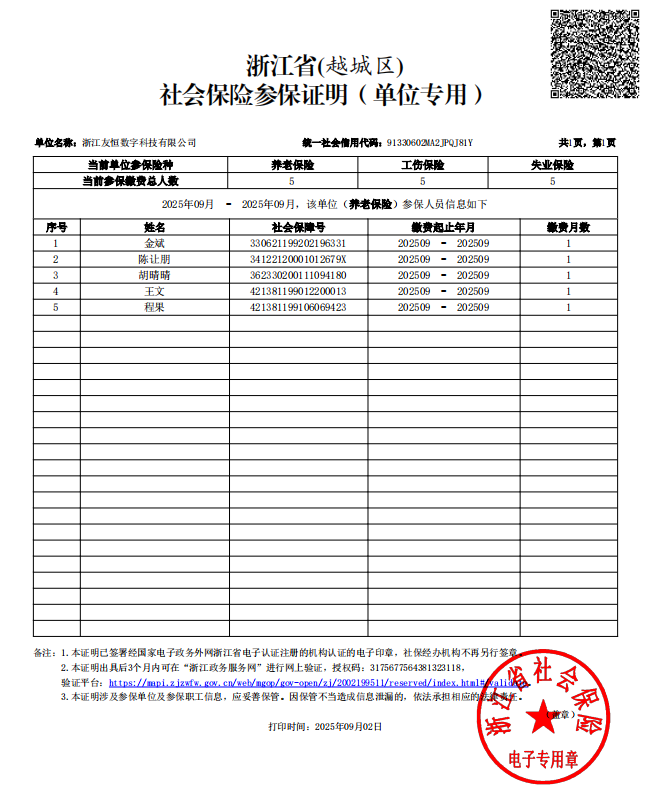 浙江省(越城区)
社会保险参保证明（单位专用）
单位名称：浙江友恒数字科技有限公司 统一社会信用代码：91330602MA2JPQJ81Y 共1页，第1页
当前单位参保险种 养老保险 工伤保险 失业保险
当前参保缴费总人数 5 5 5
2025年09月 － 2025年09月，该单位（养老保险）参保人员信息如下
序号 姓名 社会保障号 缴费起止年月 缴费月数
1 金斌 330621199202196331 202509 － 202509 1
2 陈让朋 34122120001012679X 202509 － 202509 1
3 胡晴晴 362330200111094180 202509 － 202509 1
4 王文 421381199012200013 202509 － 202509 1
5 程果 421381199106069423 202509 － 202509 1
备注：1.本证明已签署经国家电子政务外网浙江省电子认证注册的机构认证的电子印章，社保经办机构不再另行签章。
2.本证明出具后3个月内可在“浙江政务服务网”进行网上验证，授权码：3175677564381323118，
验证平台：https://mapi.zjzwfw.gov.cn/web/mgop/gov-open/zj/2002199511/reserved/index.html#/validate。
3.本证明涉及参保单位及参保职工信息，应妥善保管。因保管不当造成信息泄漏的，依法承担相应的法律责任。
（盖章）
打印时间：2025年09月02日
浙江省社会保险
电子专用章